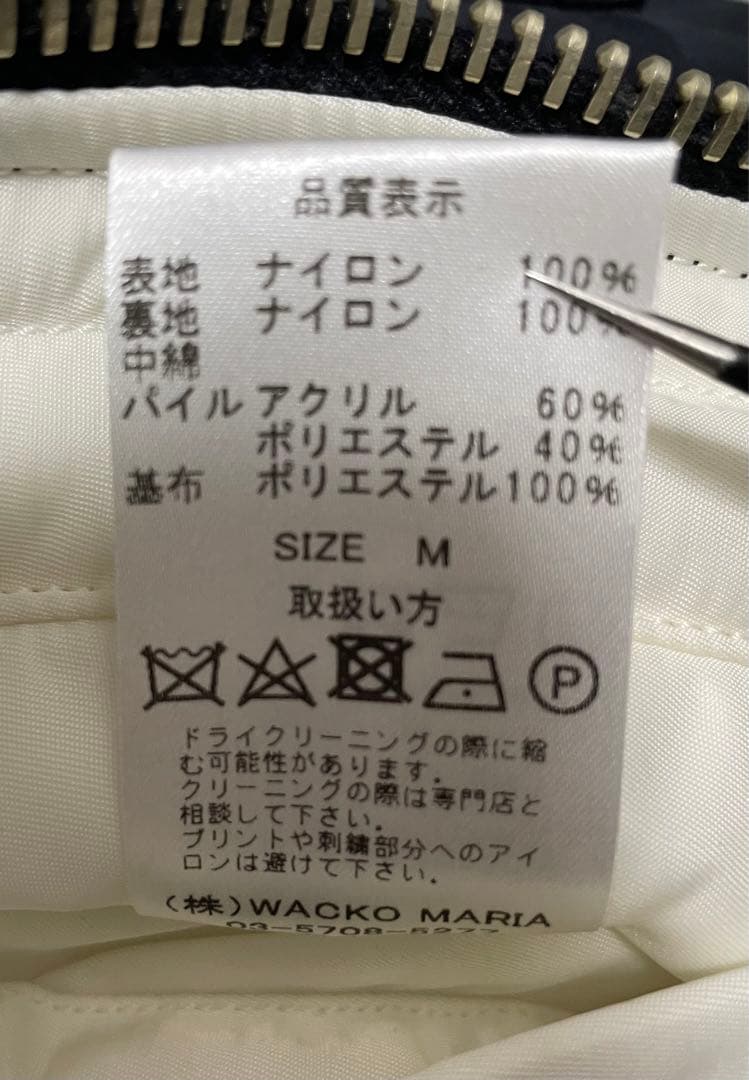 品質表示
表地 ナイロン 100%
裏地 ナイロン 100%
中綿
パイル アクリル 60%
ポリエステル 40%
基布 ポリエステル 100%
SIZE M
取扱い方
P
ドライクリーニングの際に縮
む可能性があります.
クリーニングの際は専門店と
相談して下さい.
プリントや刺繍部分へのアイ
ロンは避けて下さい.
(株)WACKO MARIA
03-5708-5277